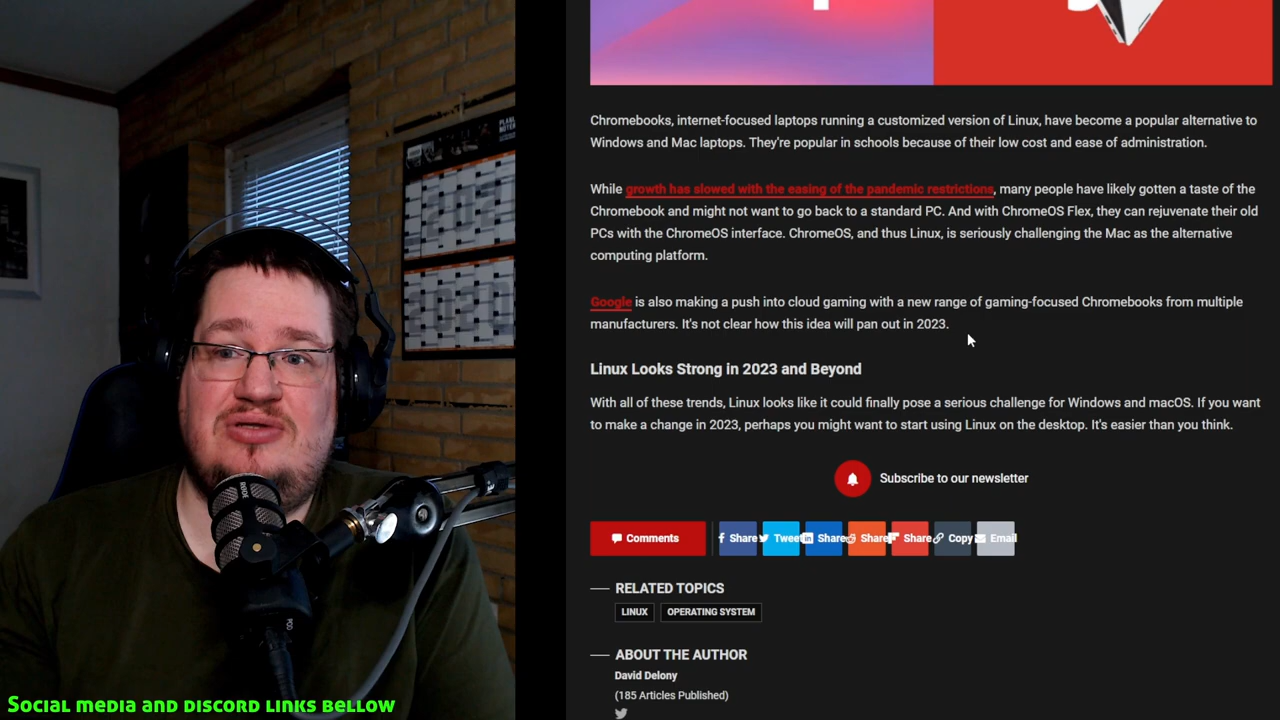 Chromebooks, internet-focused laptops running a customized version of Linux, have become a popular alternative to
Windows and Mac laptops. They're popular in schools because of their low cost and ease of administration.
While growth has slowed with the easing of the pandemic restrictions, many people have likely gotten a taste of the
Chromebook and might not want to go back to a standard PC. And with ChromeOS Flex, they can rejuvenate their old
PCs with the ChromeOS interface. ChromeOS, and thus Linux, is seriously challenging the Mac as the alternative
computing platform.
Google is also making a push into cloud gaming with a new range of gaming-focused Chromebooks from multiple
manufacturers. It's not clear how this idea will pan out in 2023.
Linux Looks Strong in 2023 and Beyond
With all of these trends, Linux looks like it could finally pose a serious challenge for Windows and macOS. If you want
to make a change in 2023, perhaps you might want to start using Linux on the desktop. It's easier than you think.
Subscribe to our newsletter
Comments Share Tweet Share Share Share Copy Email
RELATED TOPICS
LINUX OPERATING SYSTEM
ABOUT THE AUTHOR
David Delony
(185 Articles Published)
RØDE
Social media and discord links bellow